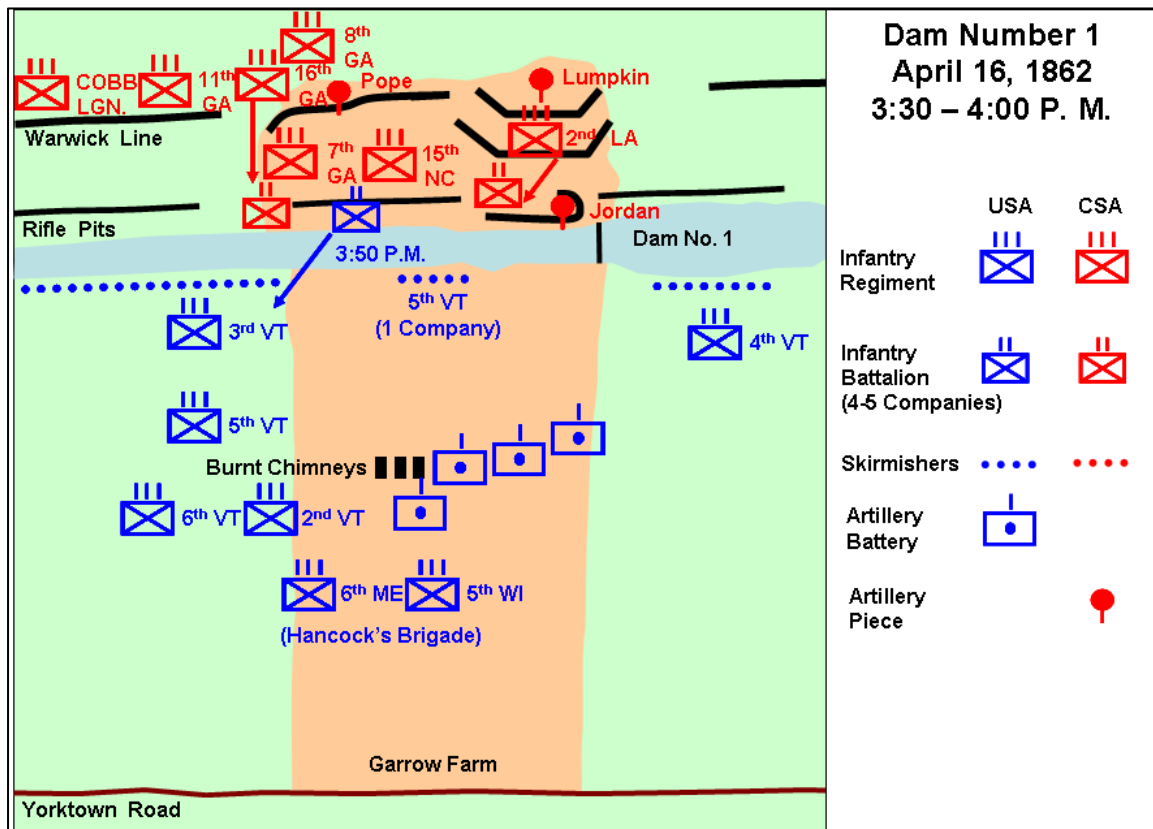 Dam Number 1
April 16, 1862
3:30 – 4:00 P. M.
8th
GA
COBB
LGN.
11th
GA
16th
GA
Pope
Lumpkin
Warwick Line
7th
GA
15th
NC
2nd LA
Rifle Pits
Jordan
Dam No. 1
3:50 P.M.
3rd VT
5th VT
(1 Company)
4th VT
5th VT
Burnt Chimneys
6th VT
2nd VT
6th ME
5th WI
(Hancock's Brigade)
Garrow Farm
Yorktown Road
USA
CSA
Infantry
Regiment
Infantry
Battalion
(4-5 Companies)
Skirmishers
Artillery
Battery
Artillery
Piece